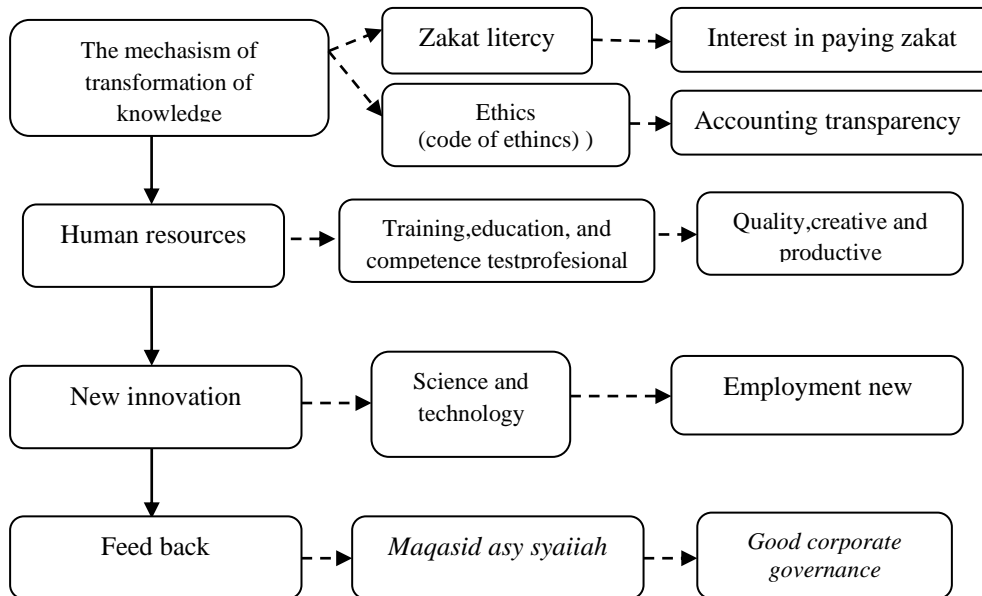 The mechasism of
transformation of
knowledge
Zakat litercy
Interest in paying zakat
Ethics
(code of ethincs) )
Accounting transparency
Human resources
Training,education, and
competence testprofesional
Quality,creative and
productive
New innovation
Science and
technology
Employment new
Feed back
Maqasid asy syaiiah
Good corporate
governance